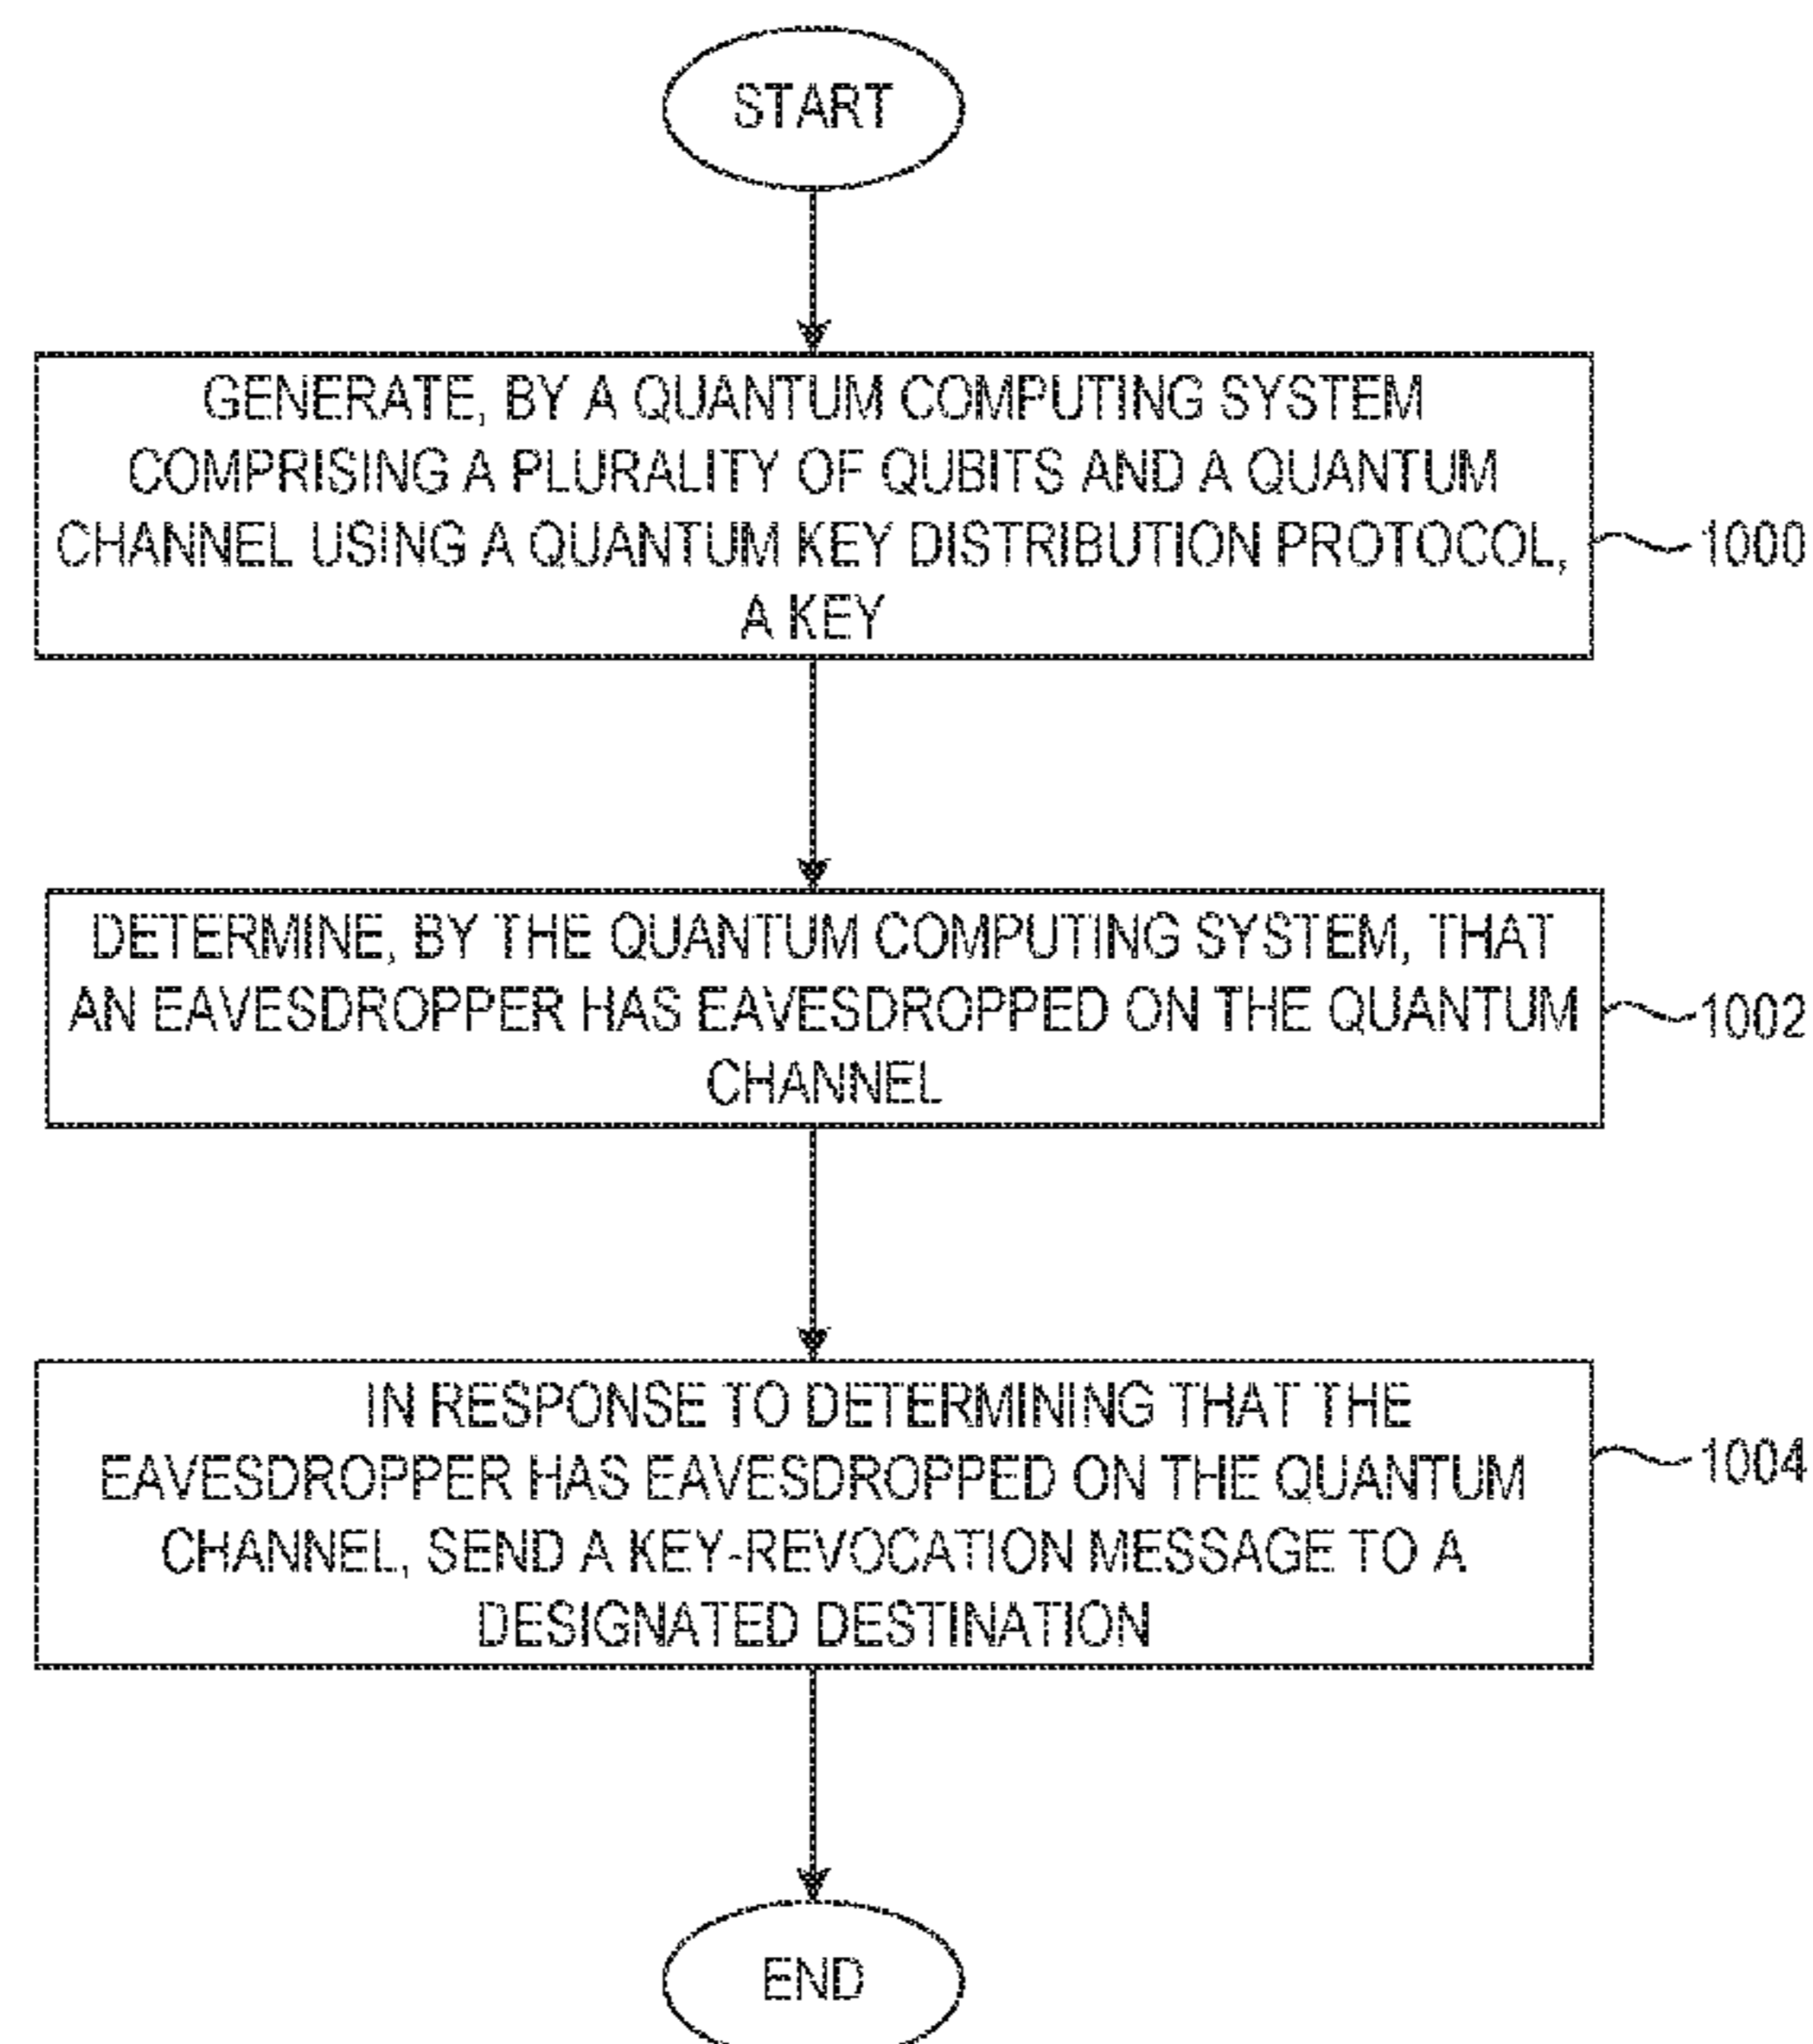 START
GENERATE, BY A QUANTUM COMPUTING SYSTEM
COMPRISING A PLURALITY OF QUBITS AND A QUANTUM
CHANNEL USING A QUANTUM KEY DISTRIBUTION PROTOCOL,
A KEY
1000
DETERMINE, BY THE QUANTUM COMPUTING SYSTEM, THAT
AN EAVESDROPPER HAS EAVESDROPPED ON THE QUANTUM
CHANNEL
1002
IN RESPONSE TO DETERMINING THAT THE
EAVESDROPPER HAS EAVESDROPPED ON THE QUANTUM
CHANNEL, SEND A KEY-REVOCATION MESSAGE TO A
DESIGNATED DESTINATION
1004
END